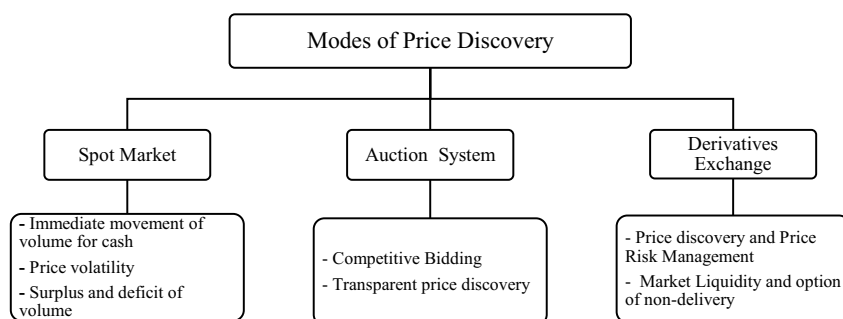 Modes of Price Discovery
Spot Market
Auction System
Derivatives
Exchange
- Immediate movement of
volume for cash
- Price volatility
- Surplus and deficit of
volume
- Competitive Bidding
- Transparent price discovery
- Price discovery and Price
Risk Management
- Market Liquidity and option
of non-delivery